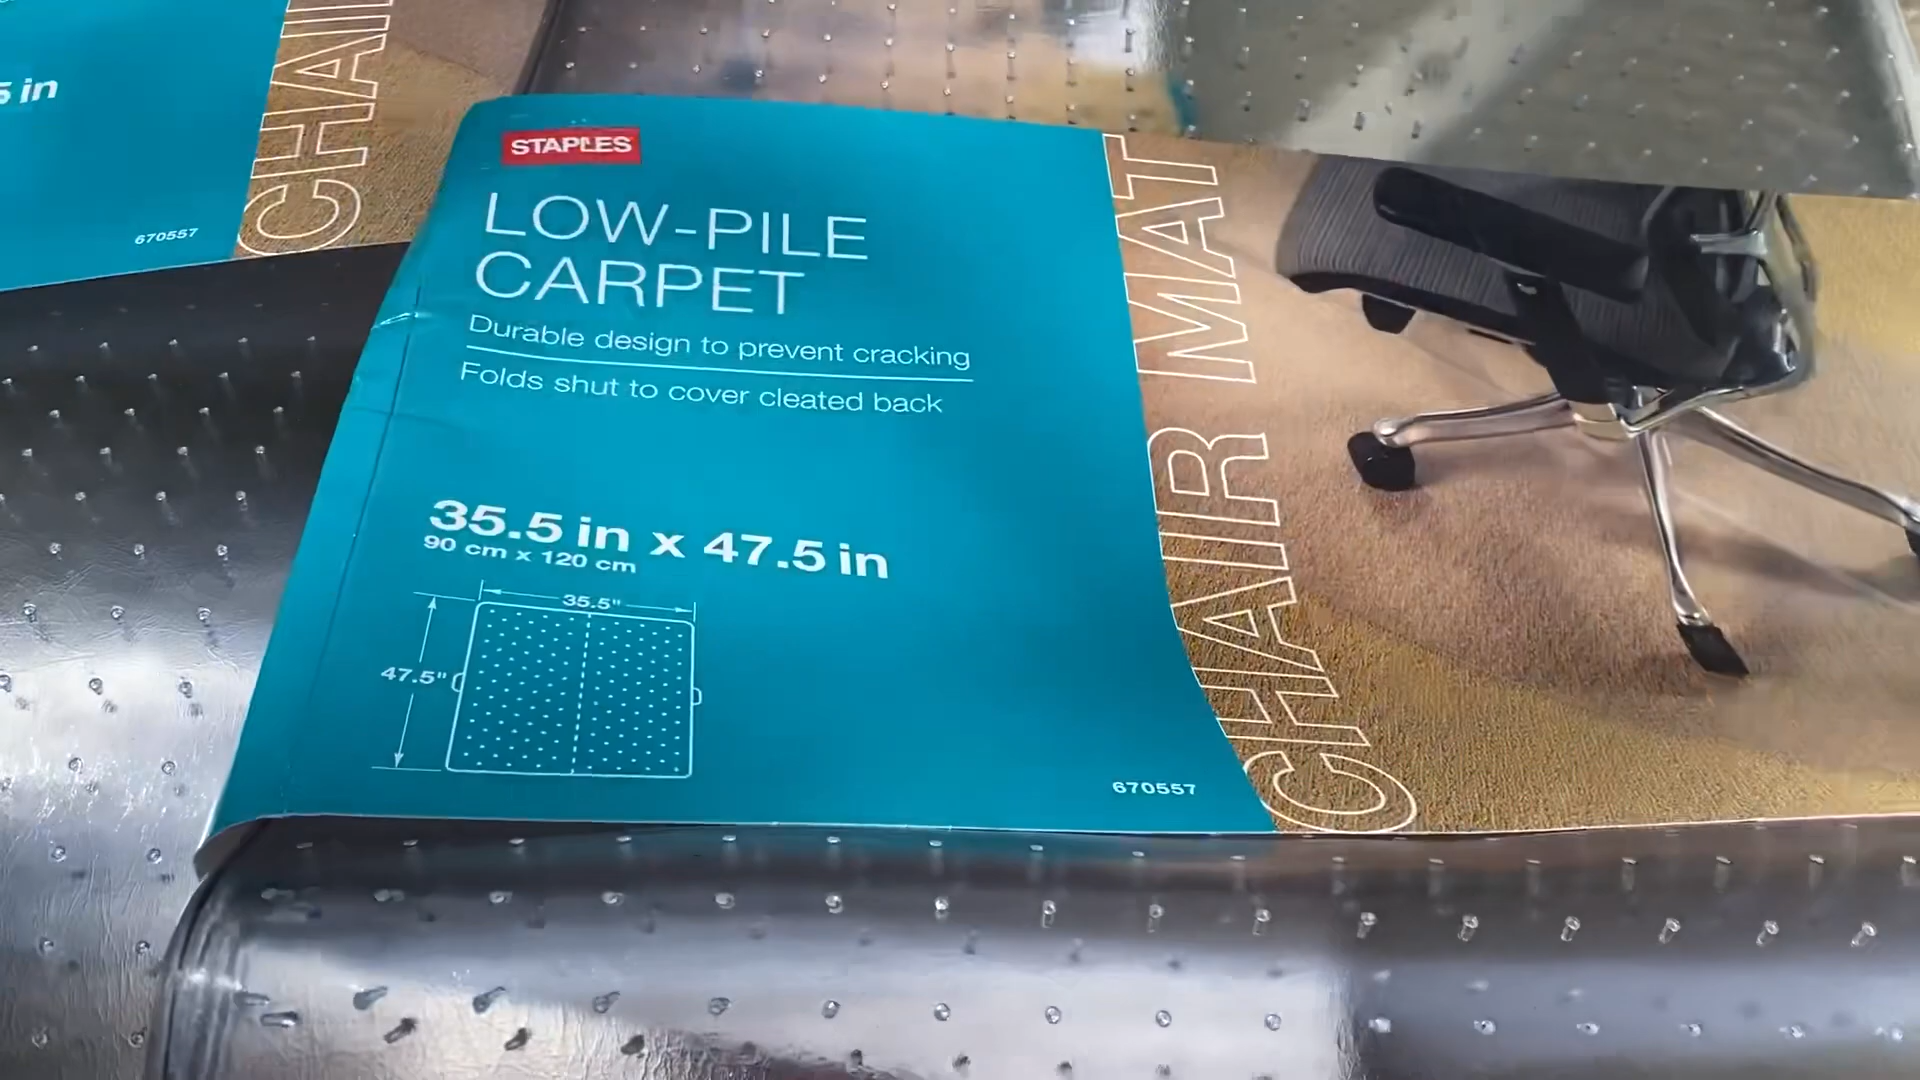 5 in
CHAI
670557
STAPLES
LOW-PILE
CARPET
Durable design to prevent cracking
Folds shut to cover cleated back
35.5 in x 47.5 in
90 cm x 120 cm
35.5"
47.5"
670557
CHAIR MAT